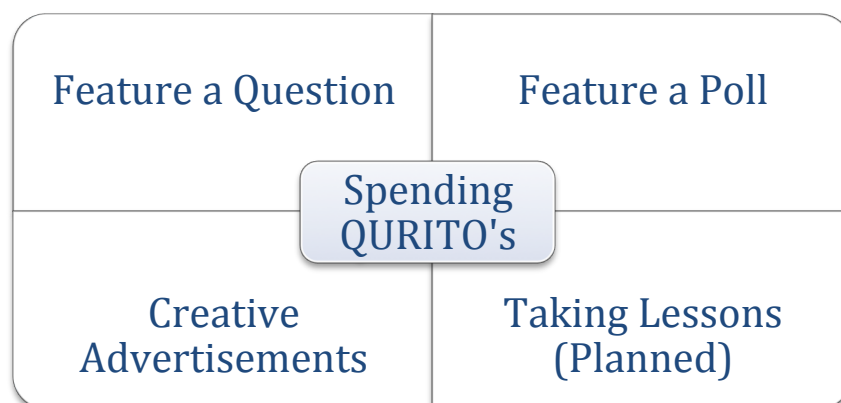 Feature a Question
Feature a Poll
Spending
QURITO's
Creative
Advertisements
Taking Lessons
(Planned)